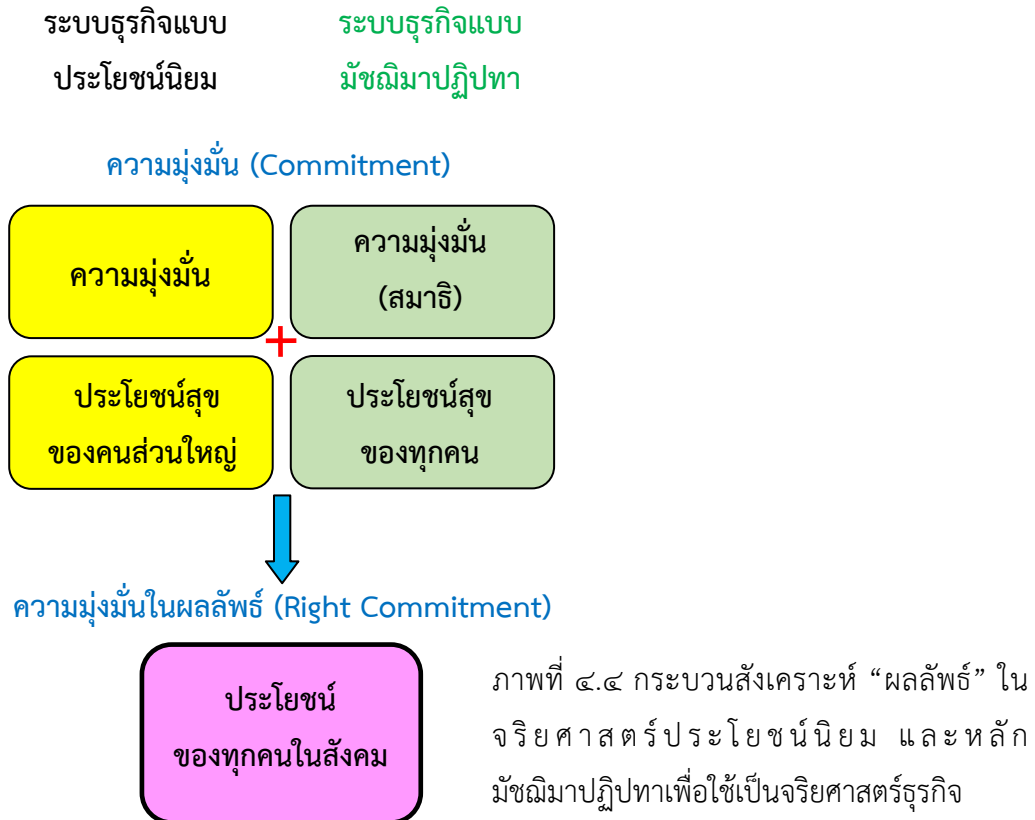 ระบบธุรกิจแบบ
ประโยชน์นิยม
ระบบธุรกิจแบบ
มัชฌิมาปฏิปทา
ความมุ่งมั่น (Commitment)
ความมุ่งมั่น
ความมุ่งมั่น
(สมาธิ)
+
ประโยชน์สุข
ของคนส่วนใหญ่
ประโยชน์สุข
ของทุกคน
ความมุ่งมั่นในผลลัพธ์ (Right Commitment)
ประโยชน์
ของทุกคนในสังคม
ภาพที่ ๔.๔ กระบวนสังเคราะห์ “ผลลัพธ์” ใน
จริยศาสตร์ประโยชน์นิยม และหลัก
มัชฌิมาปฏิปทาเพื่อใช้เป็นจริยศาสตร์ธุรกิจ